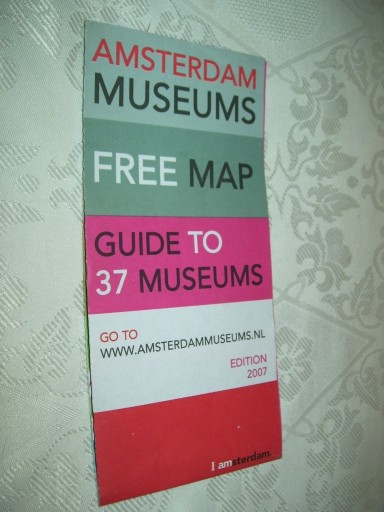 AMSTERDAM
MUSEUMS
FREE MAP
GUIDE TO
37 MUSEUMS
GO TO
WWW.AMSTERDAMMUSEUMS.NL
EDITION
2007
I amsterdam.